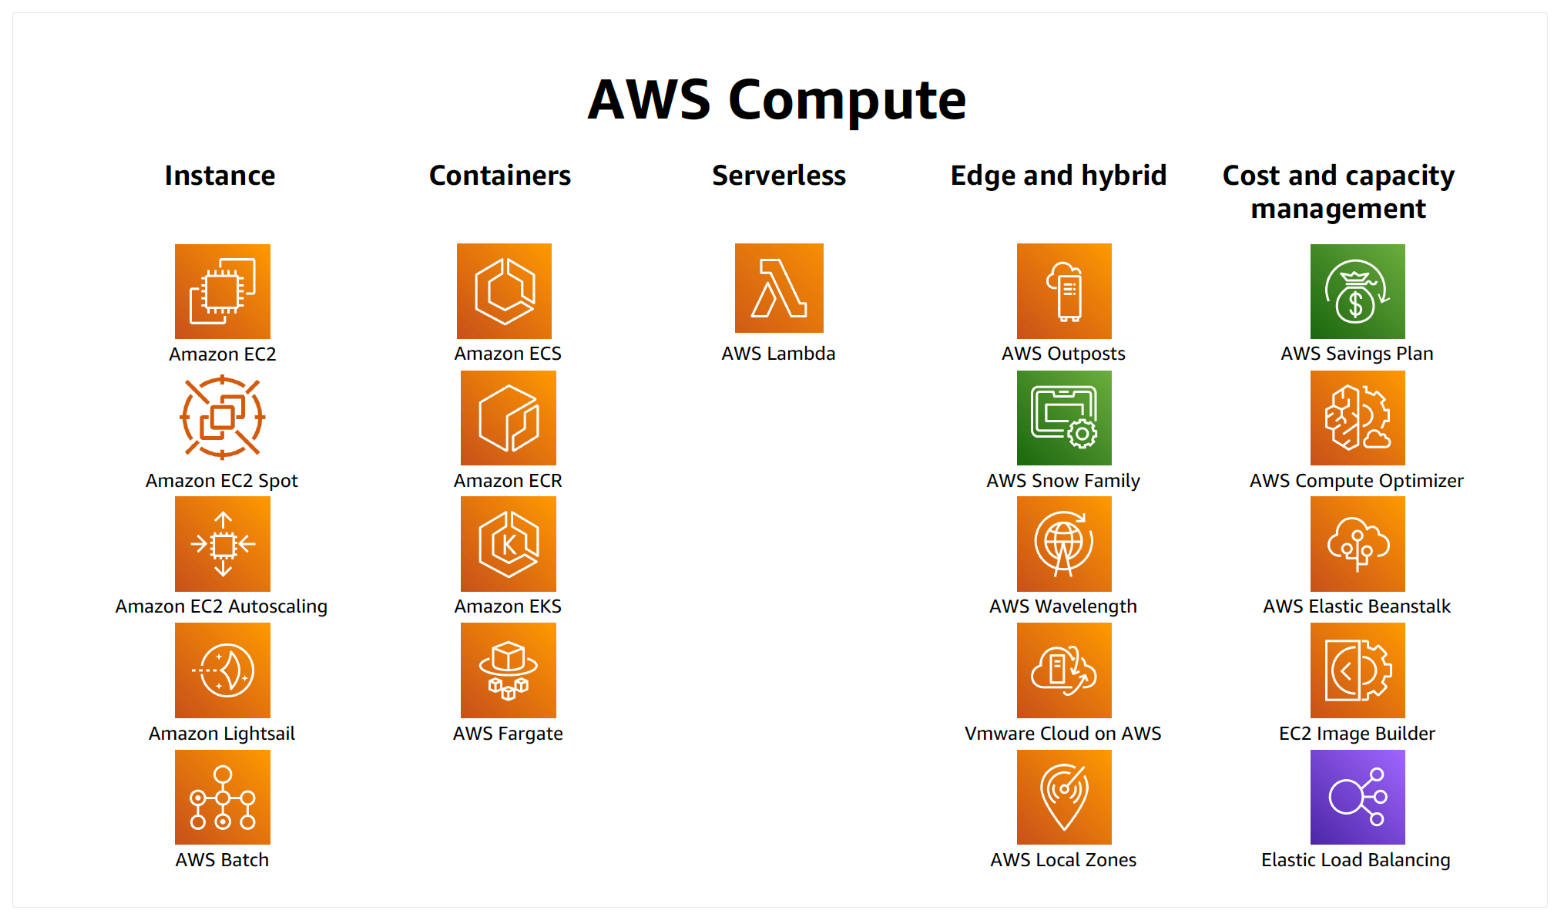 AWS Compute
Instance
Containers
Serverless
Edge and hybrid
Cost and capacity
management
Amazon EC2
Amazon ECS
AWS Lambda
AWS Outposts
AWS Savings Plan
Amazon EC2 Spot
Amazon ECR
AWS Snow Family
AWS Compute Optimizer
Amazon EC2 Autoscaling
K
Amazon EKS
AWS Wavelength
AWS Elastic Beanstalk
Amazon Lightsail
AWS Fargate
Vmware Cloud on AWS
EC2 Image Builder
AWS Batch
AWS Local Zones
Elastic Load Balancing